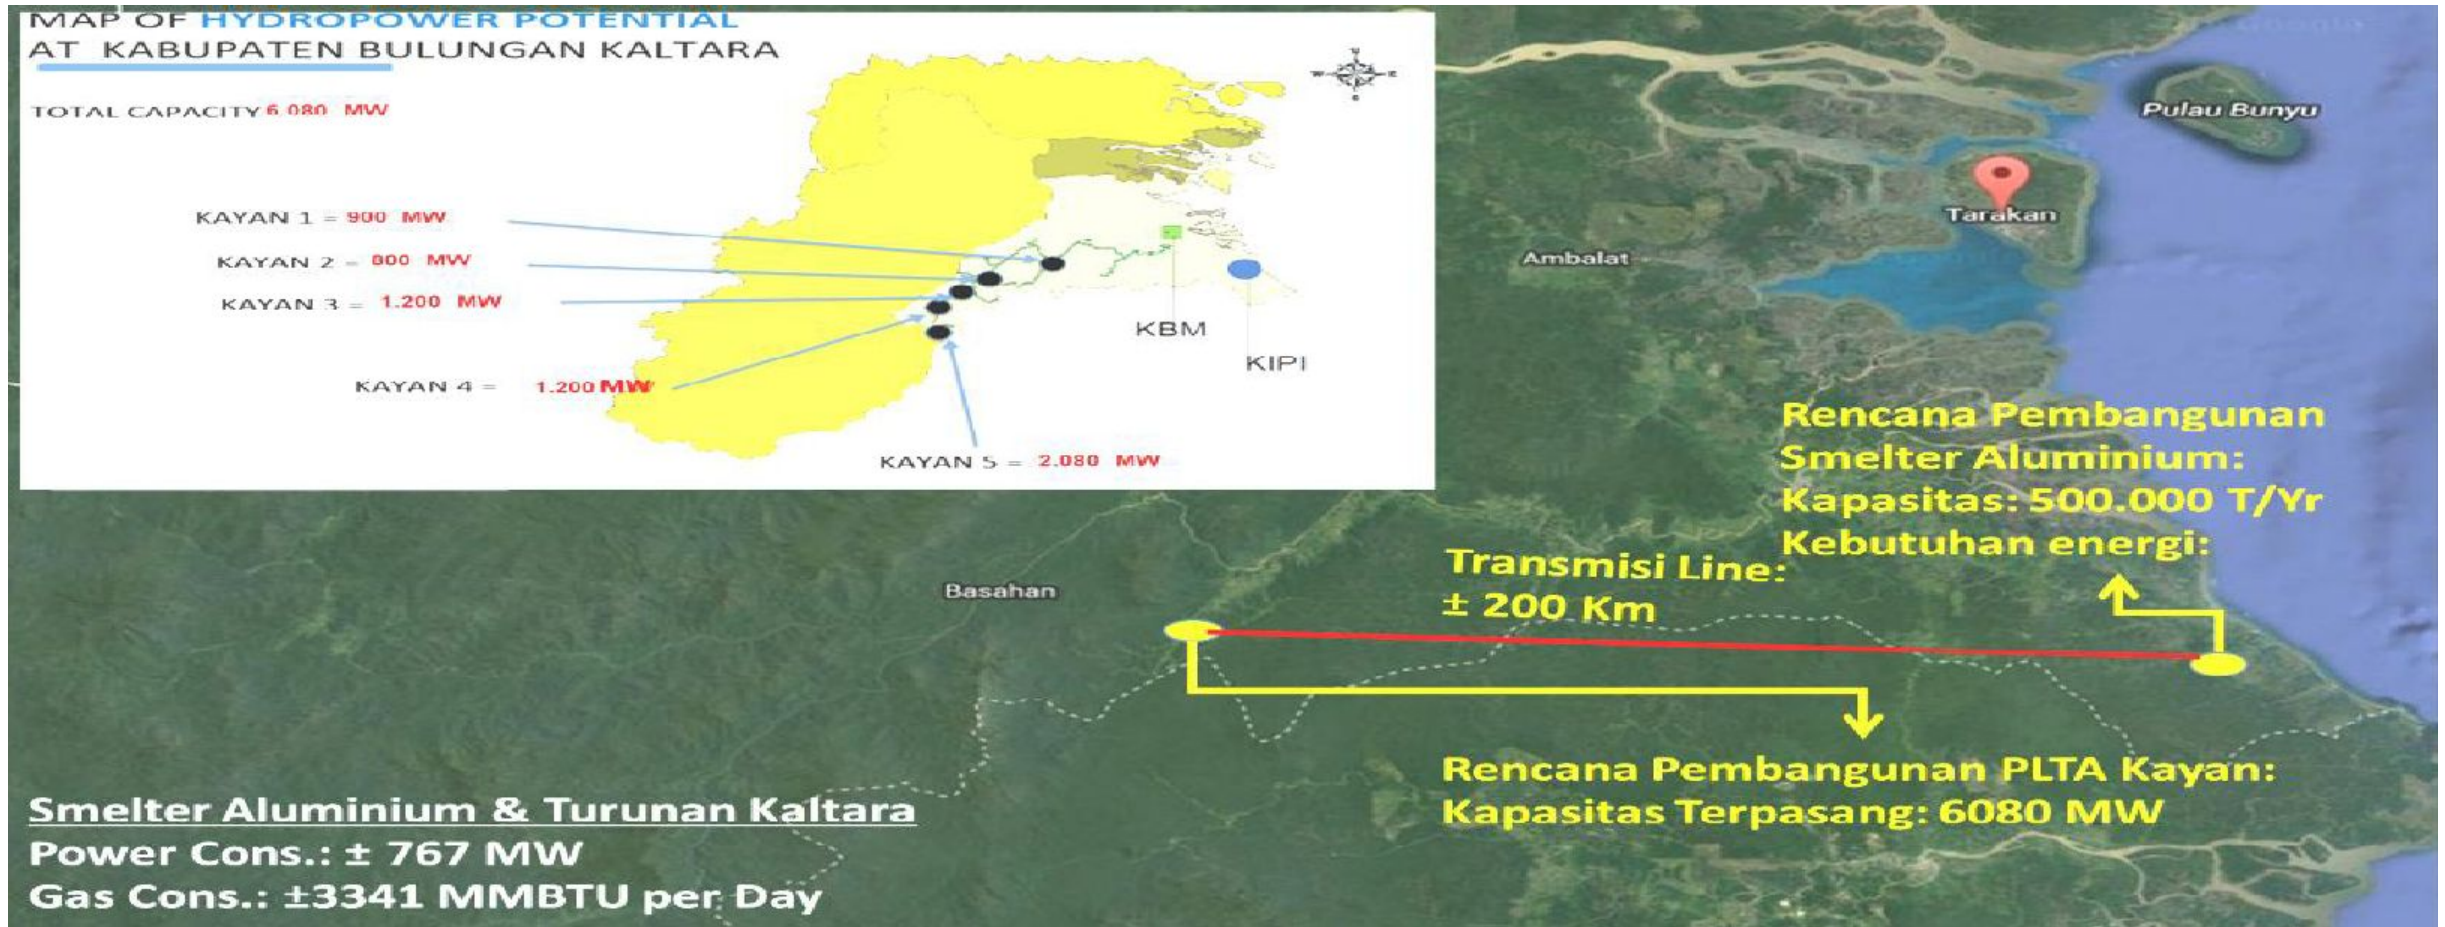 MAP OF HYDROPOWER POTENTIAL
AT KABUPATEN BULUNGAN KALTARA
TOTAL CAPACITY 6.080 MW
KAYAN 1 = 900 MW
KAYAN 2 = 800 MW
KAYAN 3 = 1.200 MW
KAYAN 4 = 1.200 MW
KAYAN 5 = 2.080 MW
KBM
KIPI
Google
Pulau Bunyu
Tarakan
Ambalat
Basahan
Rencana Pembangunan
Smelter Aluminium:
Kapasitas: 500.000 T/Yr
Kebutuhan energi:
Transmisi Line:
± 200 Km
Rencana Pembangunan PLTA Kayan:
Kapasitas Terpasang: 6080 MW
Smelter Aluminium & Turunan Kaltara
Power Cons.: ± 767 MW
Gas Cons.: ±3341 MMBTU per Day